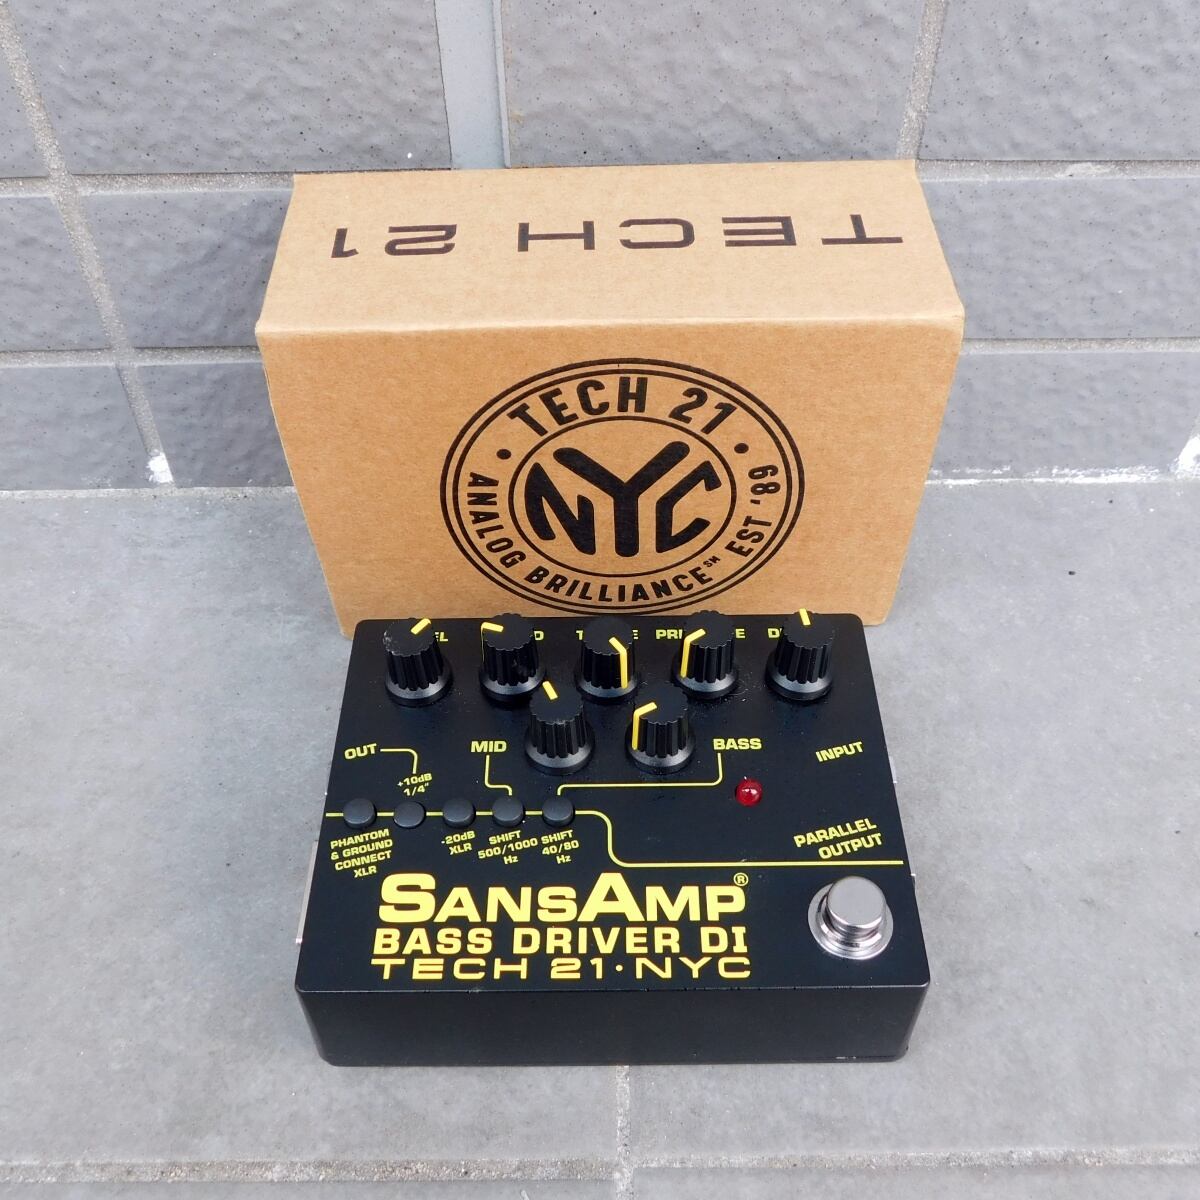 TECH 21
TECH 21
NYC
ANALOG BRILLIANCE℠ EST '89
OUT
+10dB
1/4"
MID
BASS
INPUT
PHANTOM
& GROUND
CONNECT
XLR
-20dB
XLR
SHIFT
500/1000
Hz
SHIFT
40/80
Hz
PARALLEL
OUTPUT
SANSAMP®
BASS DRIVER DI
TECH 21·NYC